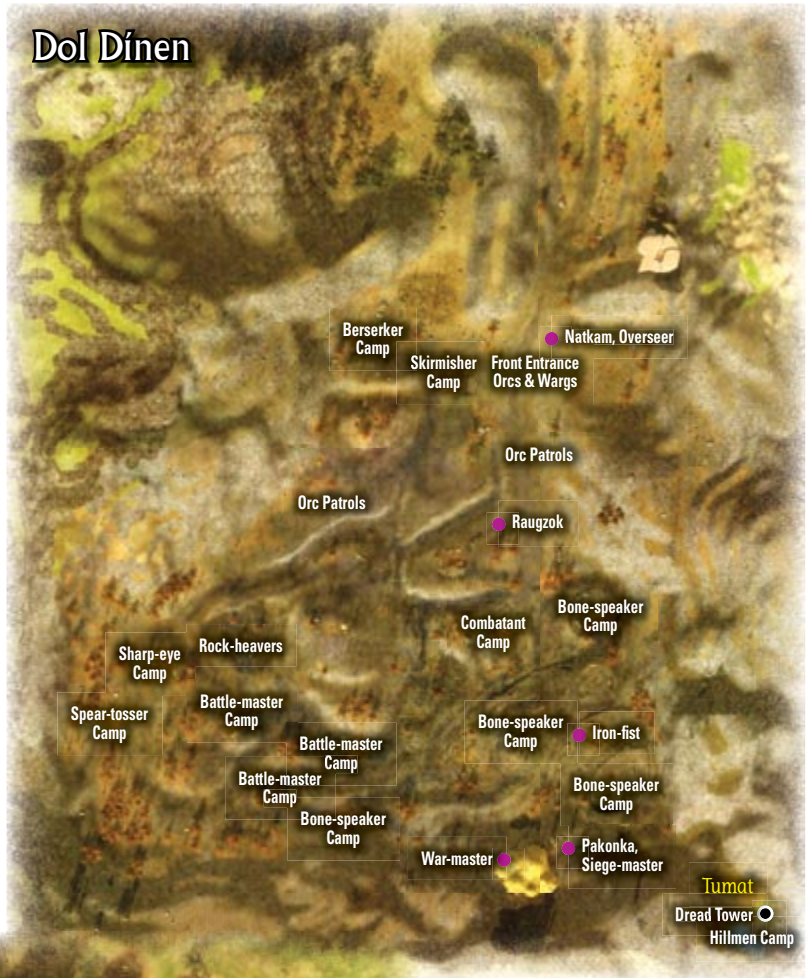 Dol Dínen
Berserker
Camp
Skirmisher
Camp
Natkam, Overseer
Front Entrance
Orcs & Wargs
Orc Patrols
Orc Patrols
Raugzok
Combatant
Camp
Bone-speaker
Camp
Sharp-eye
Camp
Rock-heavers
Spear-tosser
Camp
Battle-master
Camp
Battle-master
Camp
Battle-master
Camp
Bone-speaker
Camp
Bone-speaker
Camp
Iron-fist
Bone-speaker
Camp
War-master
Pakonka,
Siege-master
Tumat
Dread Tower
Hillmen Camp